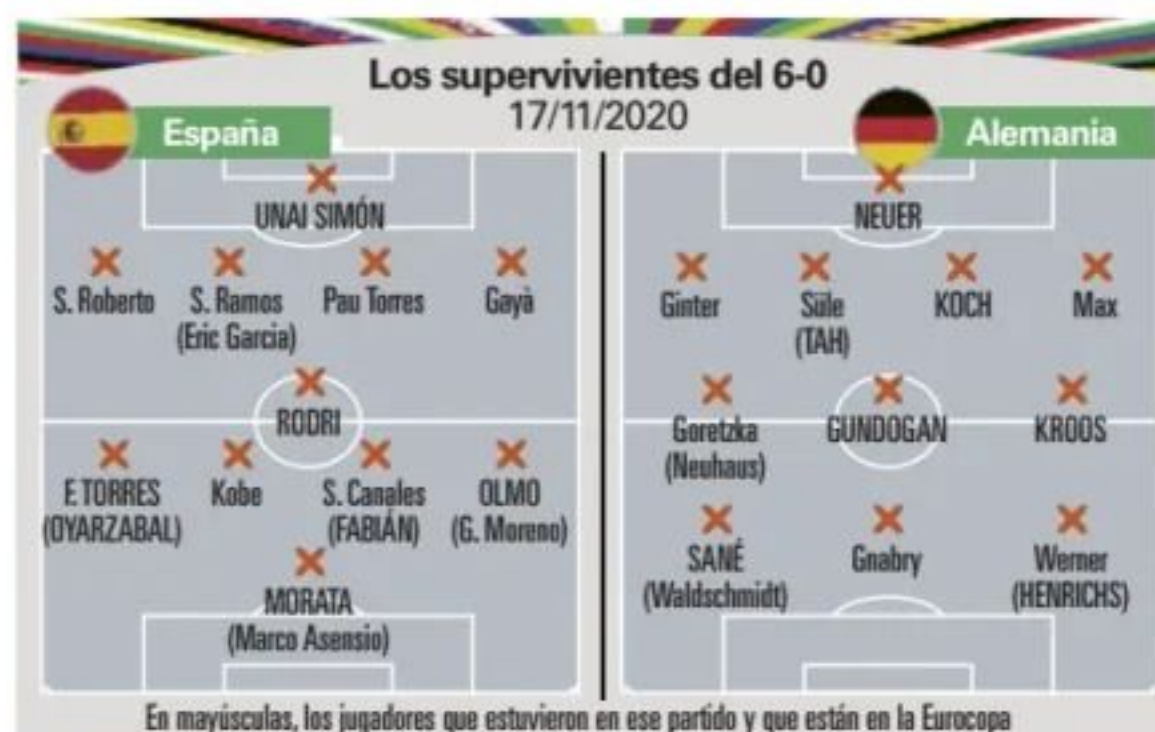 Los supervivientes del 6-0
17/11/2020
España
UNAI SIMÓN
S. Roberto
S. Ramos
(Eric Garcia)
Pau Torres
Gayà
RODRI
F. TORRES
(OYARZABAL)
Kobe
S. Canales
(FABIÁN)
OLMO
(G. Moreno)
MORATA
(Marco Asensio)
Alemania
NEUER
Ginter
Süle
(TAH)
KOCH
Max
Goretzka
(Neuhaus)
GUNDOGAN
KROOS
SANÉ
(Waldschmidt)
Gnabry
Werner
(HENRICHS)
En mayúsculas, los jugadores que estuvieron en ese partido y que están en la Eurocopa